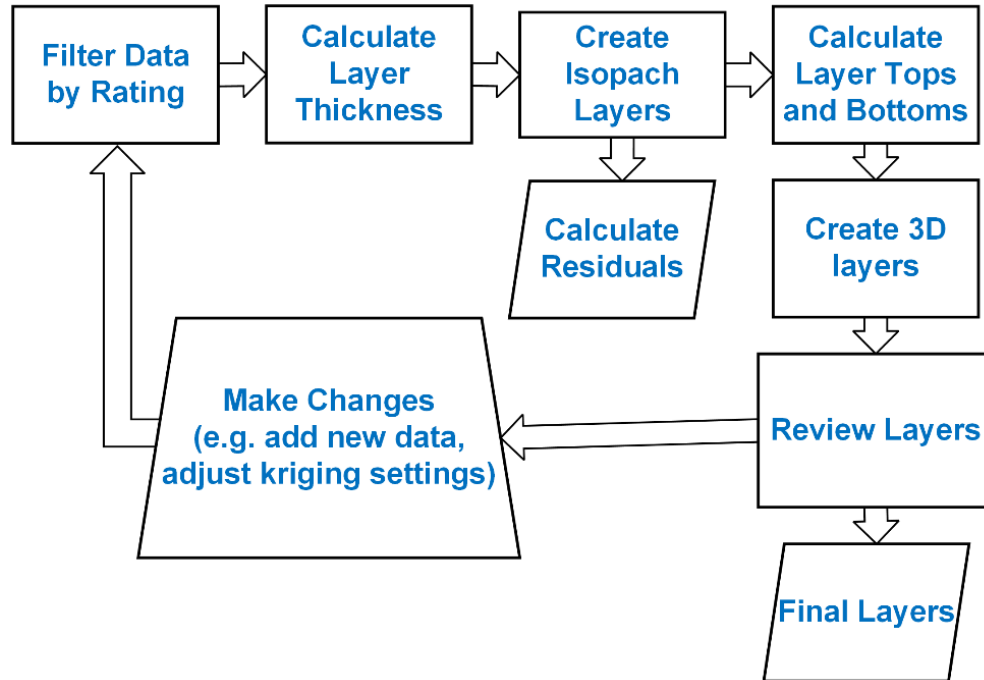 Filter Data
by Rating
Calculate
Layer
Thickness
Create
Isopach
Layers
Calculate
Layer Tops
and Bottoms
Calculate
Residuals
Create 3D
layers
Make Changes
(e.g. add new data,
adjust kriging settings)
Review Layers
Final Layers